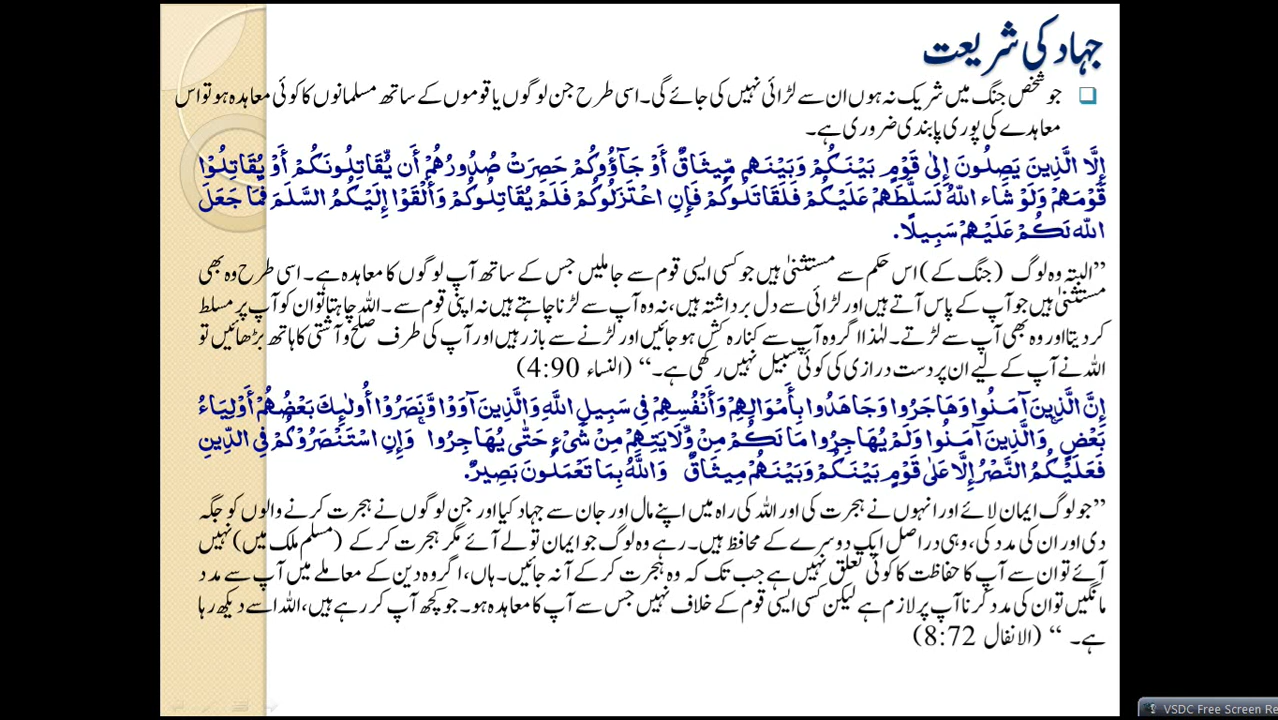 جہاد کی شریعت
جو شخص جنگ میں شریک نہ ہوں ان سے لڑائی نہیں کی جائے گی۔ اسی طرح جن لوگوں یا قوموں کے ساتھ مسلمانوں کا کوئی معاہدہ ہو تو اس
معاہدے کی پوری پابندی ضروری ہے۔
إِلَّا الَّذِينَ يَصِلُونَ إِلَىٰ قَوْمٍ بَيْنَكُمْ وَبَيْنَهُم مِّيثَاقٌ أَوْ جَآؤُوكُمْ حَصِرَتْ صُدُورُهُمْ أَن يُّقَاتِلُونَكُمْ أَوْ يُقَاتِلُوْا
قَوْمَهُمْ وَلَوْ شَاء اللّهُ لَسَلَّطَهُمْ عَلَيْكُمْ فَلَقَاتَلُوكُمْ فَإِنِ اعْتَزَلُوكُمْ فَلَمْ يُقَاتِلُوكُمْ وَأَلْقَوْا إِلَيْكُمُ السَّلَمَ فَمَا جَعَلَ
اللّه لَكُمْ عَلَيْهِمْ سَبِيلًا.
”البتہ وہ لوگ (جنگ کے) اس حکم سے مستثنیٰ ہیں جو کسی ایسی قوم سے جا ملیں جس کے ساتھ آپ لوگوں کا معاہدہ ہے۔ اسی طرح وہ بھی
مستثنیٰ ہیں جو آپ کے پاس آتے ہیں اور لڑائی سے دل برداشتہ ہیں، نہ وہ آپ سے لڑنا چاہتے ہیں نہ اپنی قوم سے۔ اللہ چاہتا تو ان کو آپ پر مسلط
کر دیتا اور وہ بھی آپ سے لڑتے۔ لہٰذا اگر وہ آپ سے کنارہ کش ہو جائیں اور لڑنے سے باز رہیں اور آپ کی طرف صلح و آشتی کا ہاتھ بڑھائیں تو
اللہ نے آپ کے لیے ان پر دست درازی کی کوئی سبیل نہیں رکھی ہے۔“ (النساء 4:90)
إِنَّ الَّذِينَ آمَنُوا وَهَاجَرُوا وَجَاهَدُوا بِأَمْوَالِهِمْ وَأَنْفُسِهِمْ فِي سَبِيلِ اللَّهِ وَالَّذِينَ آوَوْا وَّنَصَرُوْا أُولَٰئِكَ بَعْضُهُمْ أَوْلِيَاءُ
بَعْضٍ ۚ وَالَّذِينَ آمَنُوا وَلَمْ يُهَاجِرُوا مَا لَكُمْ مِنْ وَّلَايَتِهِمْ مِنْ شَيْءٍ حَتَّىٰ يُهَاجِرُوا ۚ وَإِنِ اسْتَنْصَرُوكُمْ فِي الدِّينِ
فَعَلَيْكُمُ النَّصْرُ إِلَّا عَلَىٰ قَوْمٍ بَيْنَكُمْ وَبَيْنَهُمْ مِيثَاقٌ وَاللَّهُ بِمَا تَعْمَلُونَ بَصِيرٌ.
”جو لوگ ایمان لائے اور انہوں نے ہجرت کی اور اللہ کی راہ میں اپنے مال اور جان سے جہاد کیا اور جن لوگوں نے ہجرت کرنے والوں کو جگہ
دی اور ان کی مدد کی، وہی دراصل ایک دوسرے کے محافظ ہیں۔ رہے وہ لوگ جو ایمان تو لے آئے مگر ہجرت کر کے (مسلم ملک میں) نہیں
آئے تو ان سے آپ کا حفاظت کا کوئی تعلق نہیں ہے جب تک کہ وہ ہجرت کر کے آ نہ جائیں۔ ہاں، اگر وہ دین کے معاملے میں آپ سے مدد
مانگیں تو ان کی مدد کرنا آپ پر لازم ہے لیکن کسی ایسی قوم کے خلاف نہیں جس سے آپ کا معاہدہ ہو۔ جو کچھ آپ کر رہے ہیں، اللہ اسے دیکھ رہا
ہے۔ “ (الانفال 8:72)
VSDC Free Screen Re